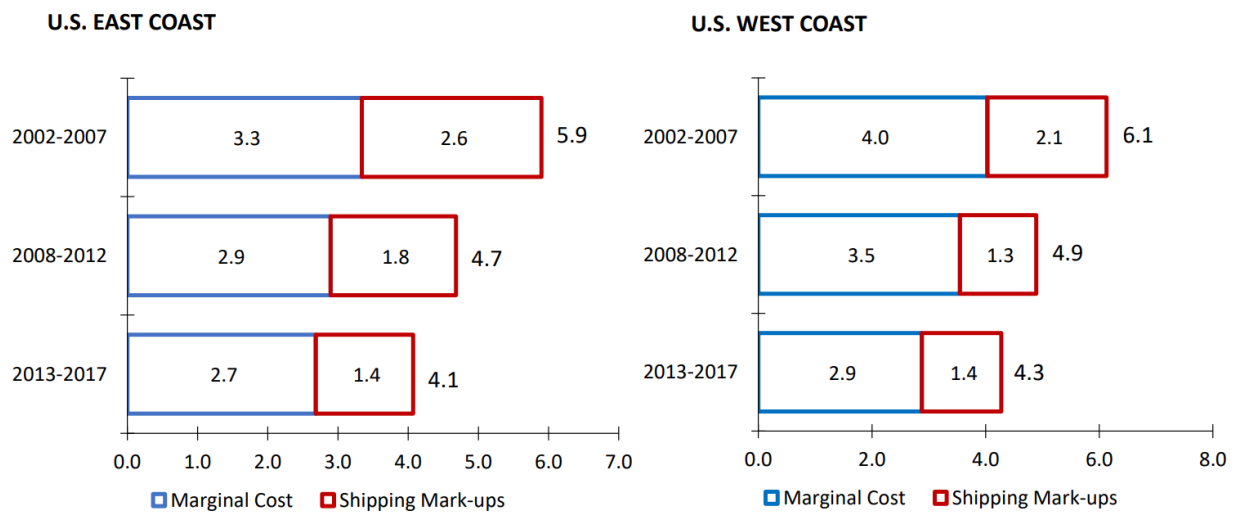 U.S. EAST COAST
2002-2007 3.3 2.6 5.9
2008-2012 2.9 1.8 4.7
2013-2017 2.7 1.4 4.1
0.0 1.0 2.0 3.0 4.0 5.0 6.0 7.0
Marginal Cost Shipping Mark-ups
U.S. WEST COAST
2002-2007 4.0 2.1 6.1
2008-2012 3.5 1.3 4.9
2013-2017 2.9 1.4 4.3
0.0 2.0 4.0 6.0 8.0
Marginal Cost Shipping Mark-ups